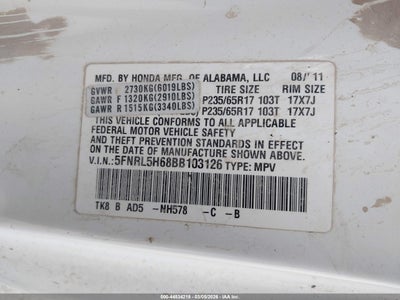 MFD. BY HONDA MFG. OF ALABAMA, LLC 08/11
GVWR 2730KG(6019LBS) TIRE SIZE RIM SIZE
GAWR F 1320KG(2910LBS) P235/65R17 103T 17X7J
GAWR R 1515KG(3340LBS) P235/65R17 103T 17X7J
THIS VEHICLE CONFORMS TO ALL APPLICABLE
FEDERAL MOTOR VEHICLE SAFETY AND THEFT
PREVENTION STANDARDS IN EFFECT
ON THE DATE OF MANUFACTURE SHOWN ABOVE.
V.I.N: 5FNRL5H68BB103126 TYPE: MPV
TK8 B AD5 -NH578 -C -B